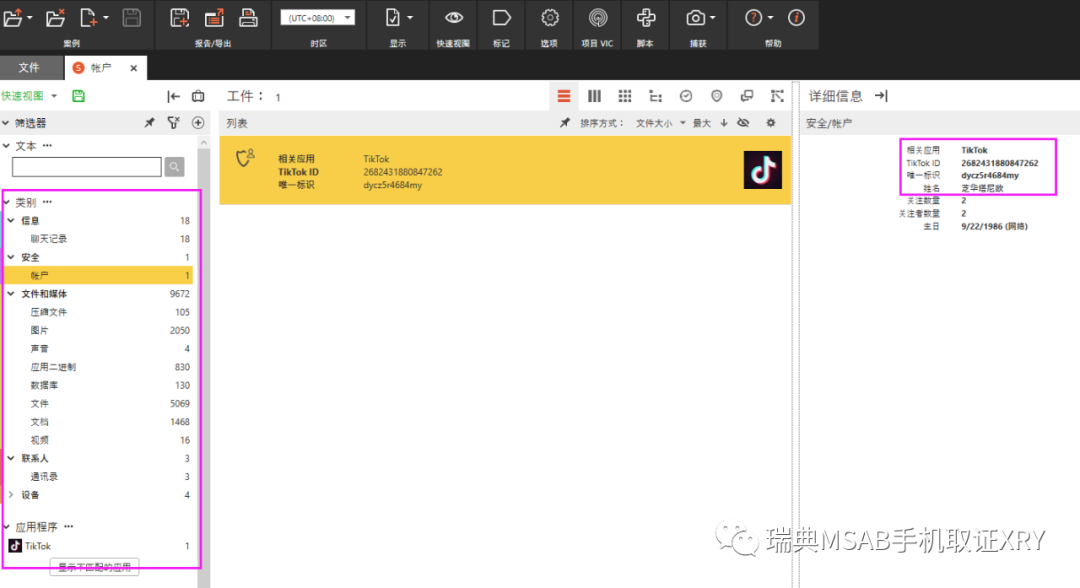 案例
报告/导出
(UTC+08:00)
时区
显示
快速视图
标记
选项
项目 VIC
脚本
捕获
帮助
文件
帐户
快速视图
筛选器
文本 •••
类别 •••
信息 18
聊天记录 18
安全 1
帐户 1
文件和媒体 9672
压缩文件 105
图片 2050
声音 4
应用二进制 830
数据库 130
文件 5069
文档 1468
视频 16
联系人 3
通讯录 3
设备 4
应用程序 •••
TikTok 1
显示不匹配的应用
工件： 1
列表
排序方式： 文件大小 最大
相关应用 TikTok
TikTok ID 2682431880847262
唯一标识 dycz5r4684my
详细信息
安全/帐户
相关应用 TikTok
TikTok ID 2682431880847262
唯一标识 dycz5r4684my
姓名 芝华塔尼欧
关注数量 2
关注者数量 2
生日 9/22/1986 (网络)
瑞典MSAB手机取证XRY